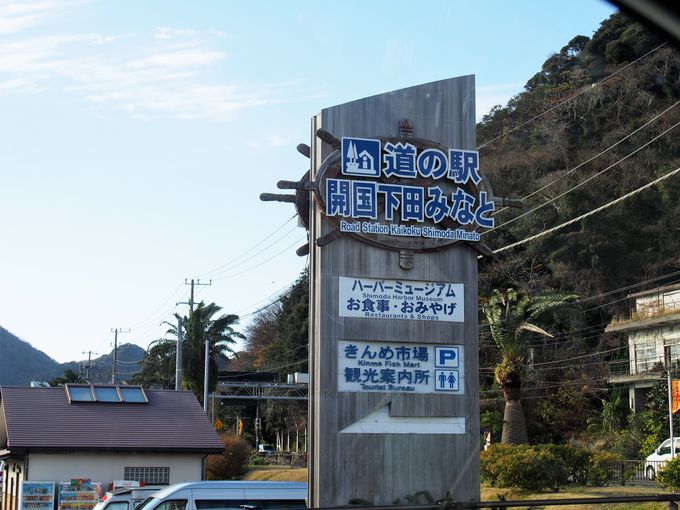 道の駅
開国下田みなと
Road Station Kaikoku Shimoda Minato
ハーバーミュージアム
Shimoda Harbor Museum
お食事・おみやげ
Restaurants & Shops
きんめ市場 P
Kinme Fish Mark
観光案内所
Tourist Bureau